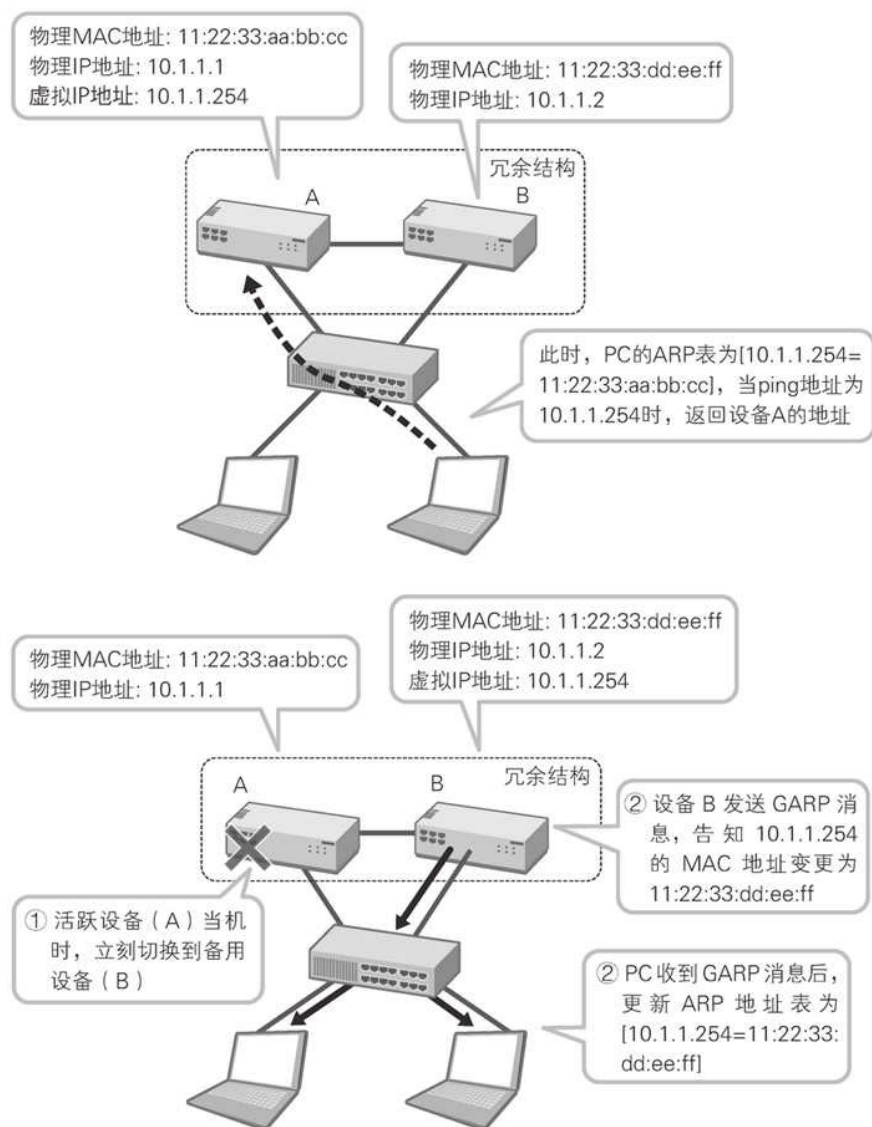 物理MAC地址: 11:22:33:aa:bb:cc
物理IP地址: 10.1.1.1
虚拟IP地址: 10.1.1.254
物理MAC地址: 11:22:33:dd:ee:ff
物理IP地址: 10.1.1.2
冗余结构
A
B
此时，PC的ARP表为[10.1.1.254=
11:22:33:aa:bb:cc]，当ping地址为
10.1.1.254时，返回设备A的地址
物理MAC地址: 11:22:33:aa:bb:cc
物理IP地址: 10.1.1.1
物理MAC地址: 11:22:33:dd:ee:ff
物理IP地址: 10.1.1.2
虚拟IP地址: 10.1.1.254
A
B
冗余结构
① 活跃设备（A）当机
时，立刻切换到备用
设备（B）
② 设备 B 发送 GARP 消
息，告知 10.1.1.254
的 MAC 地址变更为
11:22:33:dd:ee:ff
② PC 收到 GARP 消息后，
更新 ARP 地址表为
[10.1.1.254=11:22:33:
dd:ee:ff]